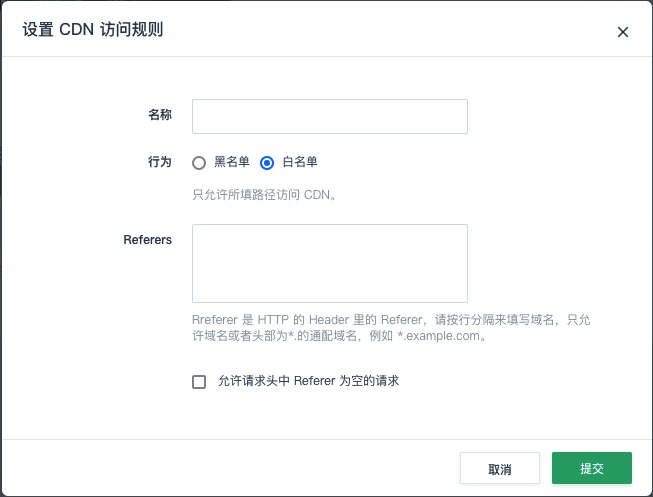 设置 CDN 访问规则
名称
行为 黑名单 白名单
只允许所填路径访问 CDN。
Referers
Rreferer 是 HTTP 的 Header 里的 Referer，请按行分隔来填写域名，只允
许域名或者头部为*.的通配域名，例如 *.example.com。
允许请求头中 Referer 为空的请求
取消 提交